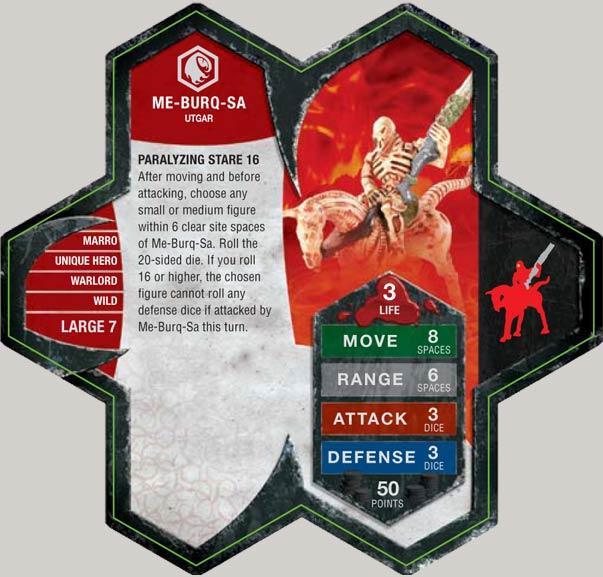 ME-BURQ-SA
UTGAR
PARALYZING STARE 16
After moving and before
attacking, choose any
small or medium figure
within 6 clear site spaces
of Me-Burq-Sa. Roll the
20-sided die. If you roll
16 or higher, the chosen
figure cannot roll any
defense dice if attacked by
Me-Burq-Sa this turn.
MARRO
UNIQUE HERO
WARLORD
WILD
LARGE 7
3
LIFE
MOVE 8
SPACES
RANGE 6
SPACES
ATTACK 3
DICE
DEFENSE 3
DICE
50
POINTS